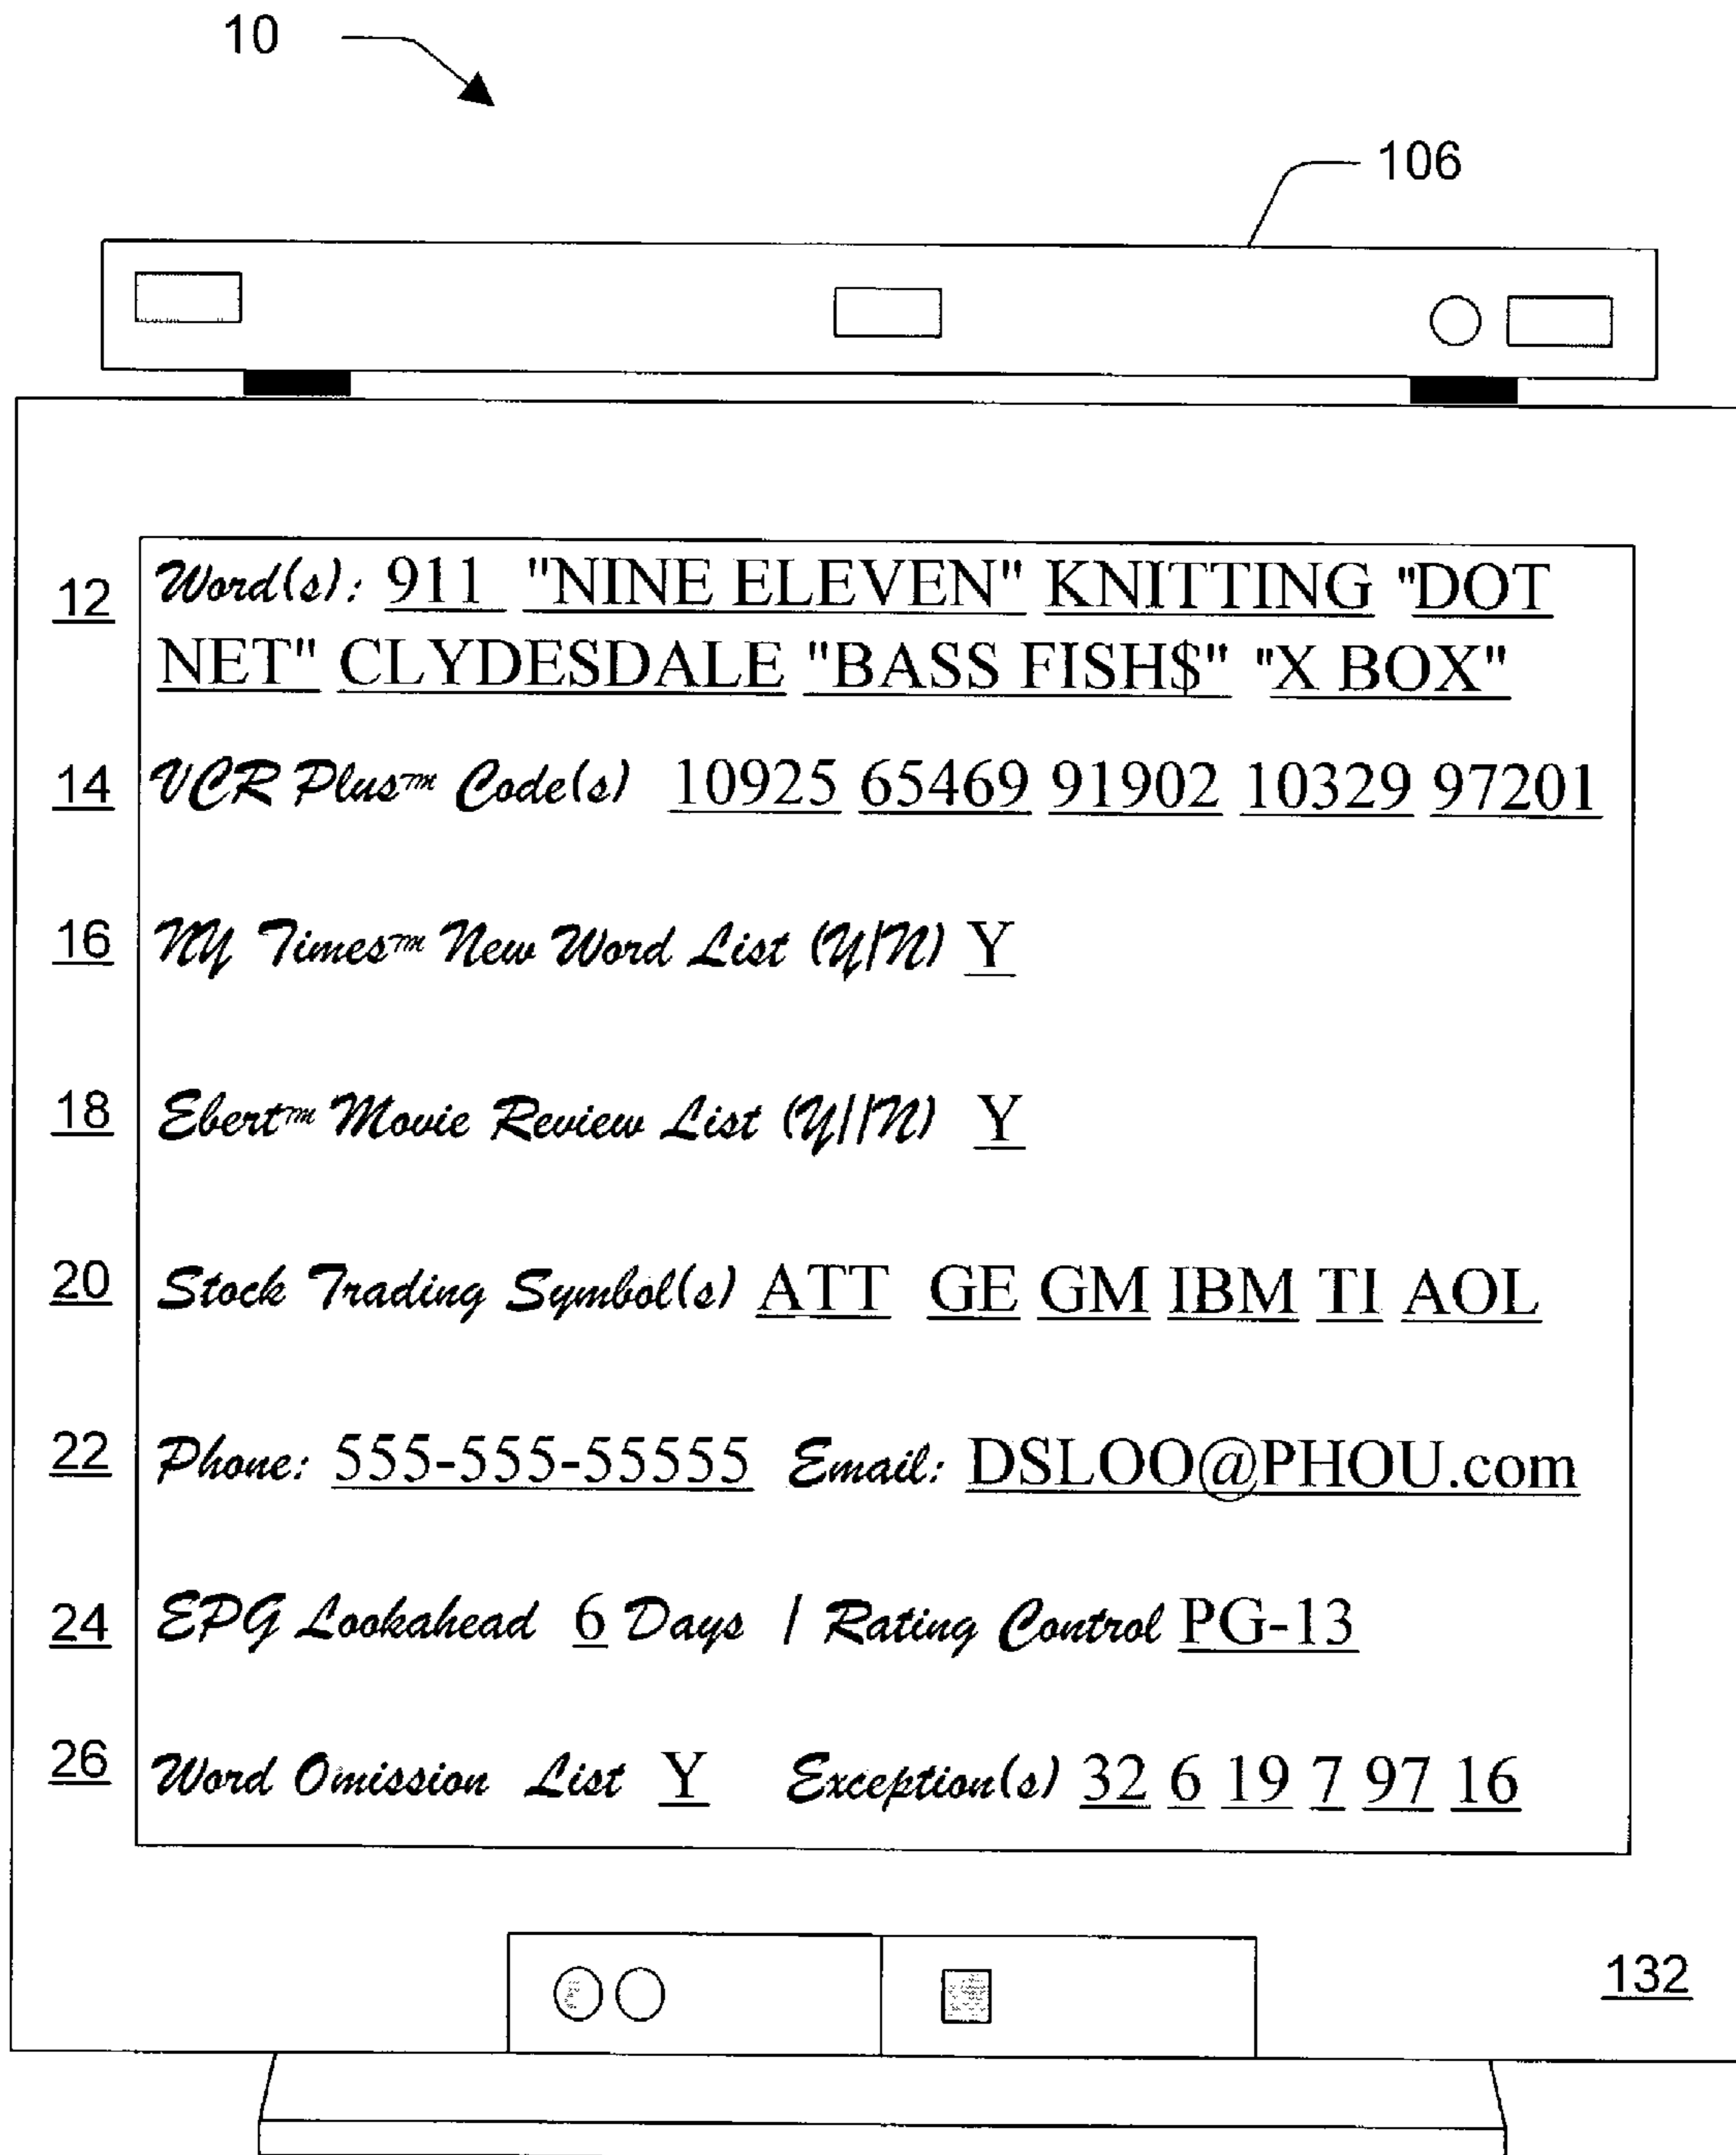 10
106
12 Word(s): 911 "NINE ELEVEN" KNITTING "DOT
NET" CLYDESDALE "BASS FISH$" "X BOX"
14 VCR Plus™ Code(s) 10925 65469 91902 10329 97201
16 NY Times™ New Word List (Y/N) Y
18 Ebert™ Movie Review List (Y//N) Y
20 Stock Trading Symbol(s) ATT GE GM IBM TI AOL
22 Phone: 555-555-55555 Email: DSLOO@PHOU.com
24 EPG Lookahead 6 Days / Rating Control PG-13
26 Word Omission List Y Exception(s) 32 6 19 7 97 16
132